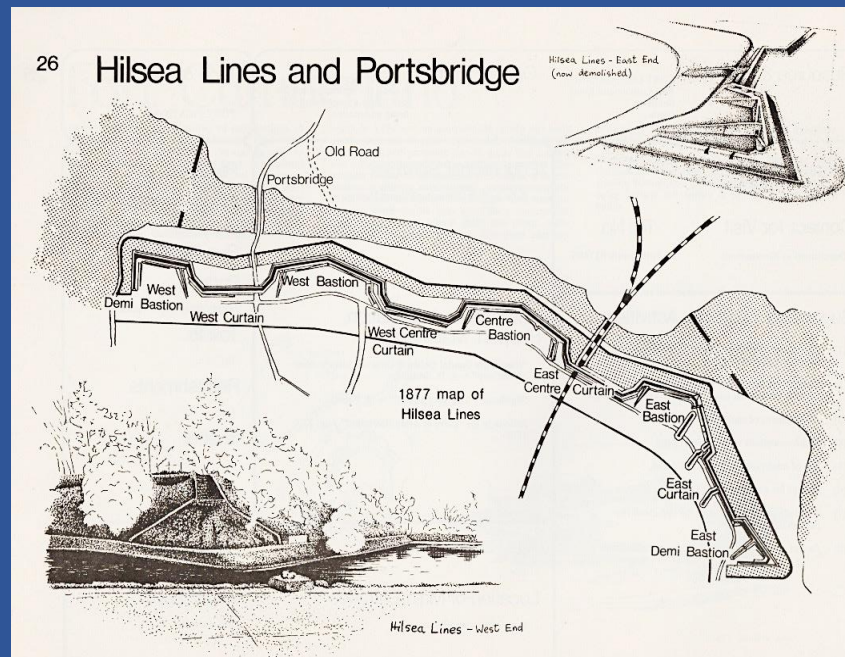 26
Hilsea Lines and Portsbridge
Hilsea Lines - East End
(now demolished)
Old Road
Portsbridge
West
Demi Bastion
West Curtain
West Bastion
West Centre
Curtain
Centre
Bastion
East
Centre Curtain
East
Bastion
East
Curtain
East
Demi Bastion
1877 map of
Hilsea Lines
Hilsea Lines - West End